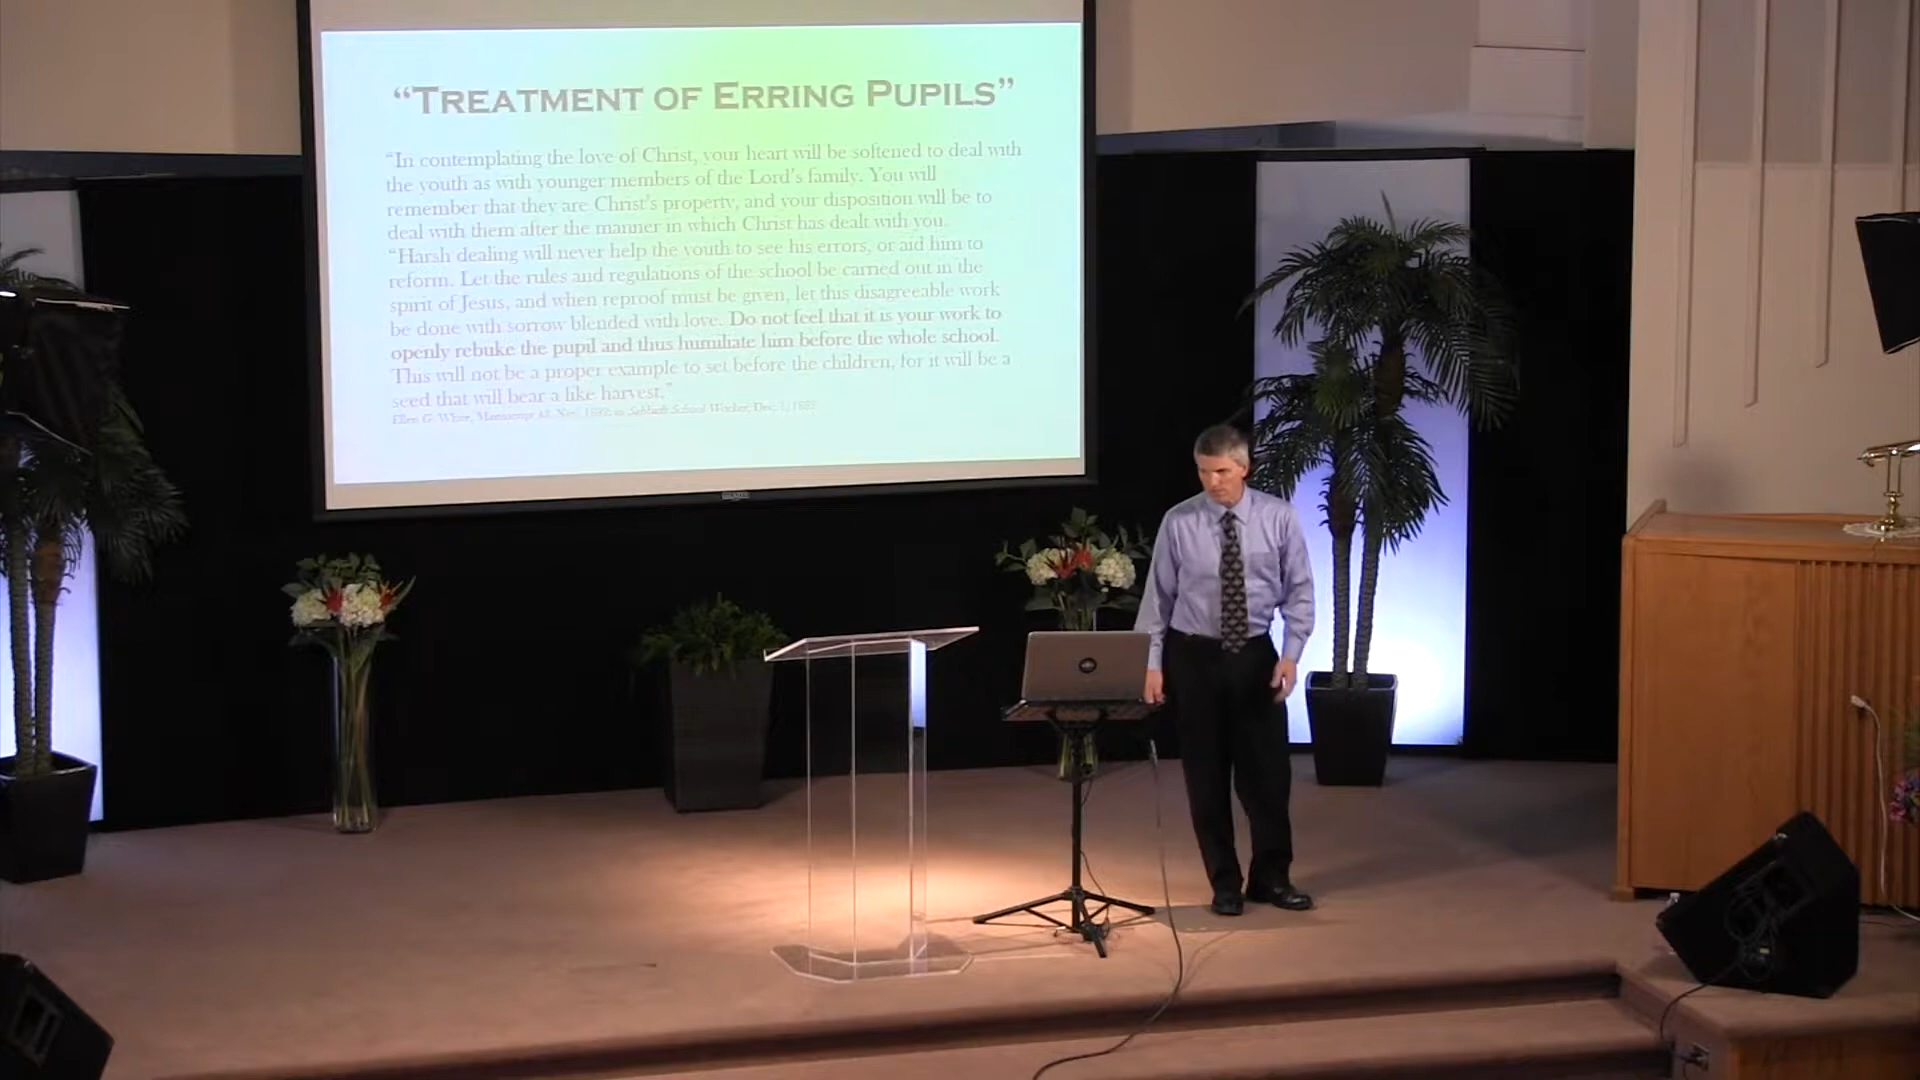 “TREATMENT OF ERRING PUPILS”
“In contemplating the love of Christ, your heart will be softened to deal with
the youth as with younger members of the Lord’s family. You will
remember that they are Christ’s property, and your disposition will be to
deal with them after the manner in which Christ has dealt with you.
“Harsh dealing will never help the youth to see his errors, or aid him to
reform. Let the rules and regulations of the school be carried out in the
spirit of Jesus, and when reproof must be given, let this disagreeable work
be done with sorrow blended with love. Do not feel that it is your work to
openly rebuke the pupil and thus humiliate him before the whole school.
This will not be a proper example to set before the children, for it will be a
seed that will bear a like harvest.”
Ellen G. White, Manuscript Sabbath School Worker, Dec. 1,